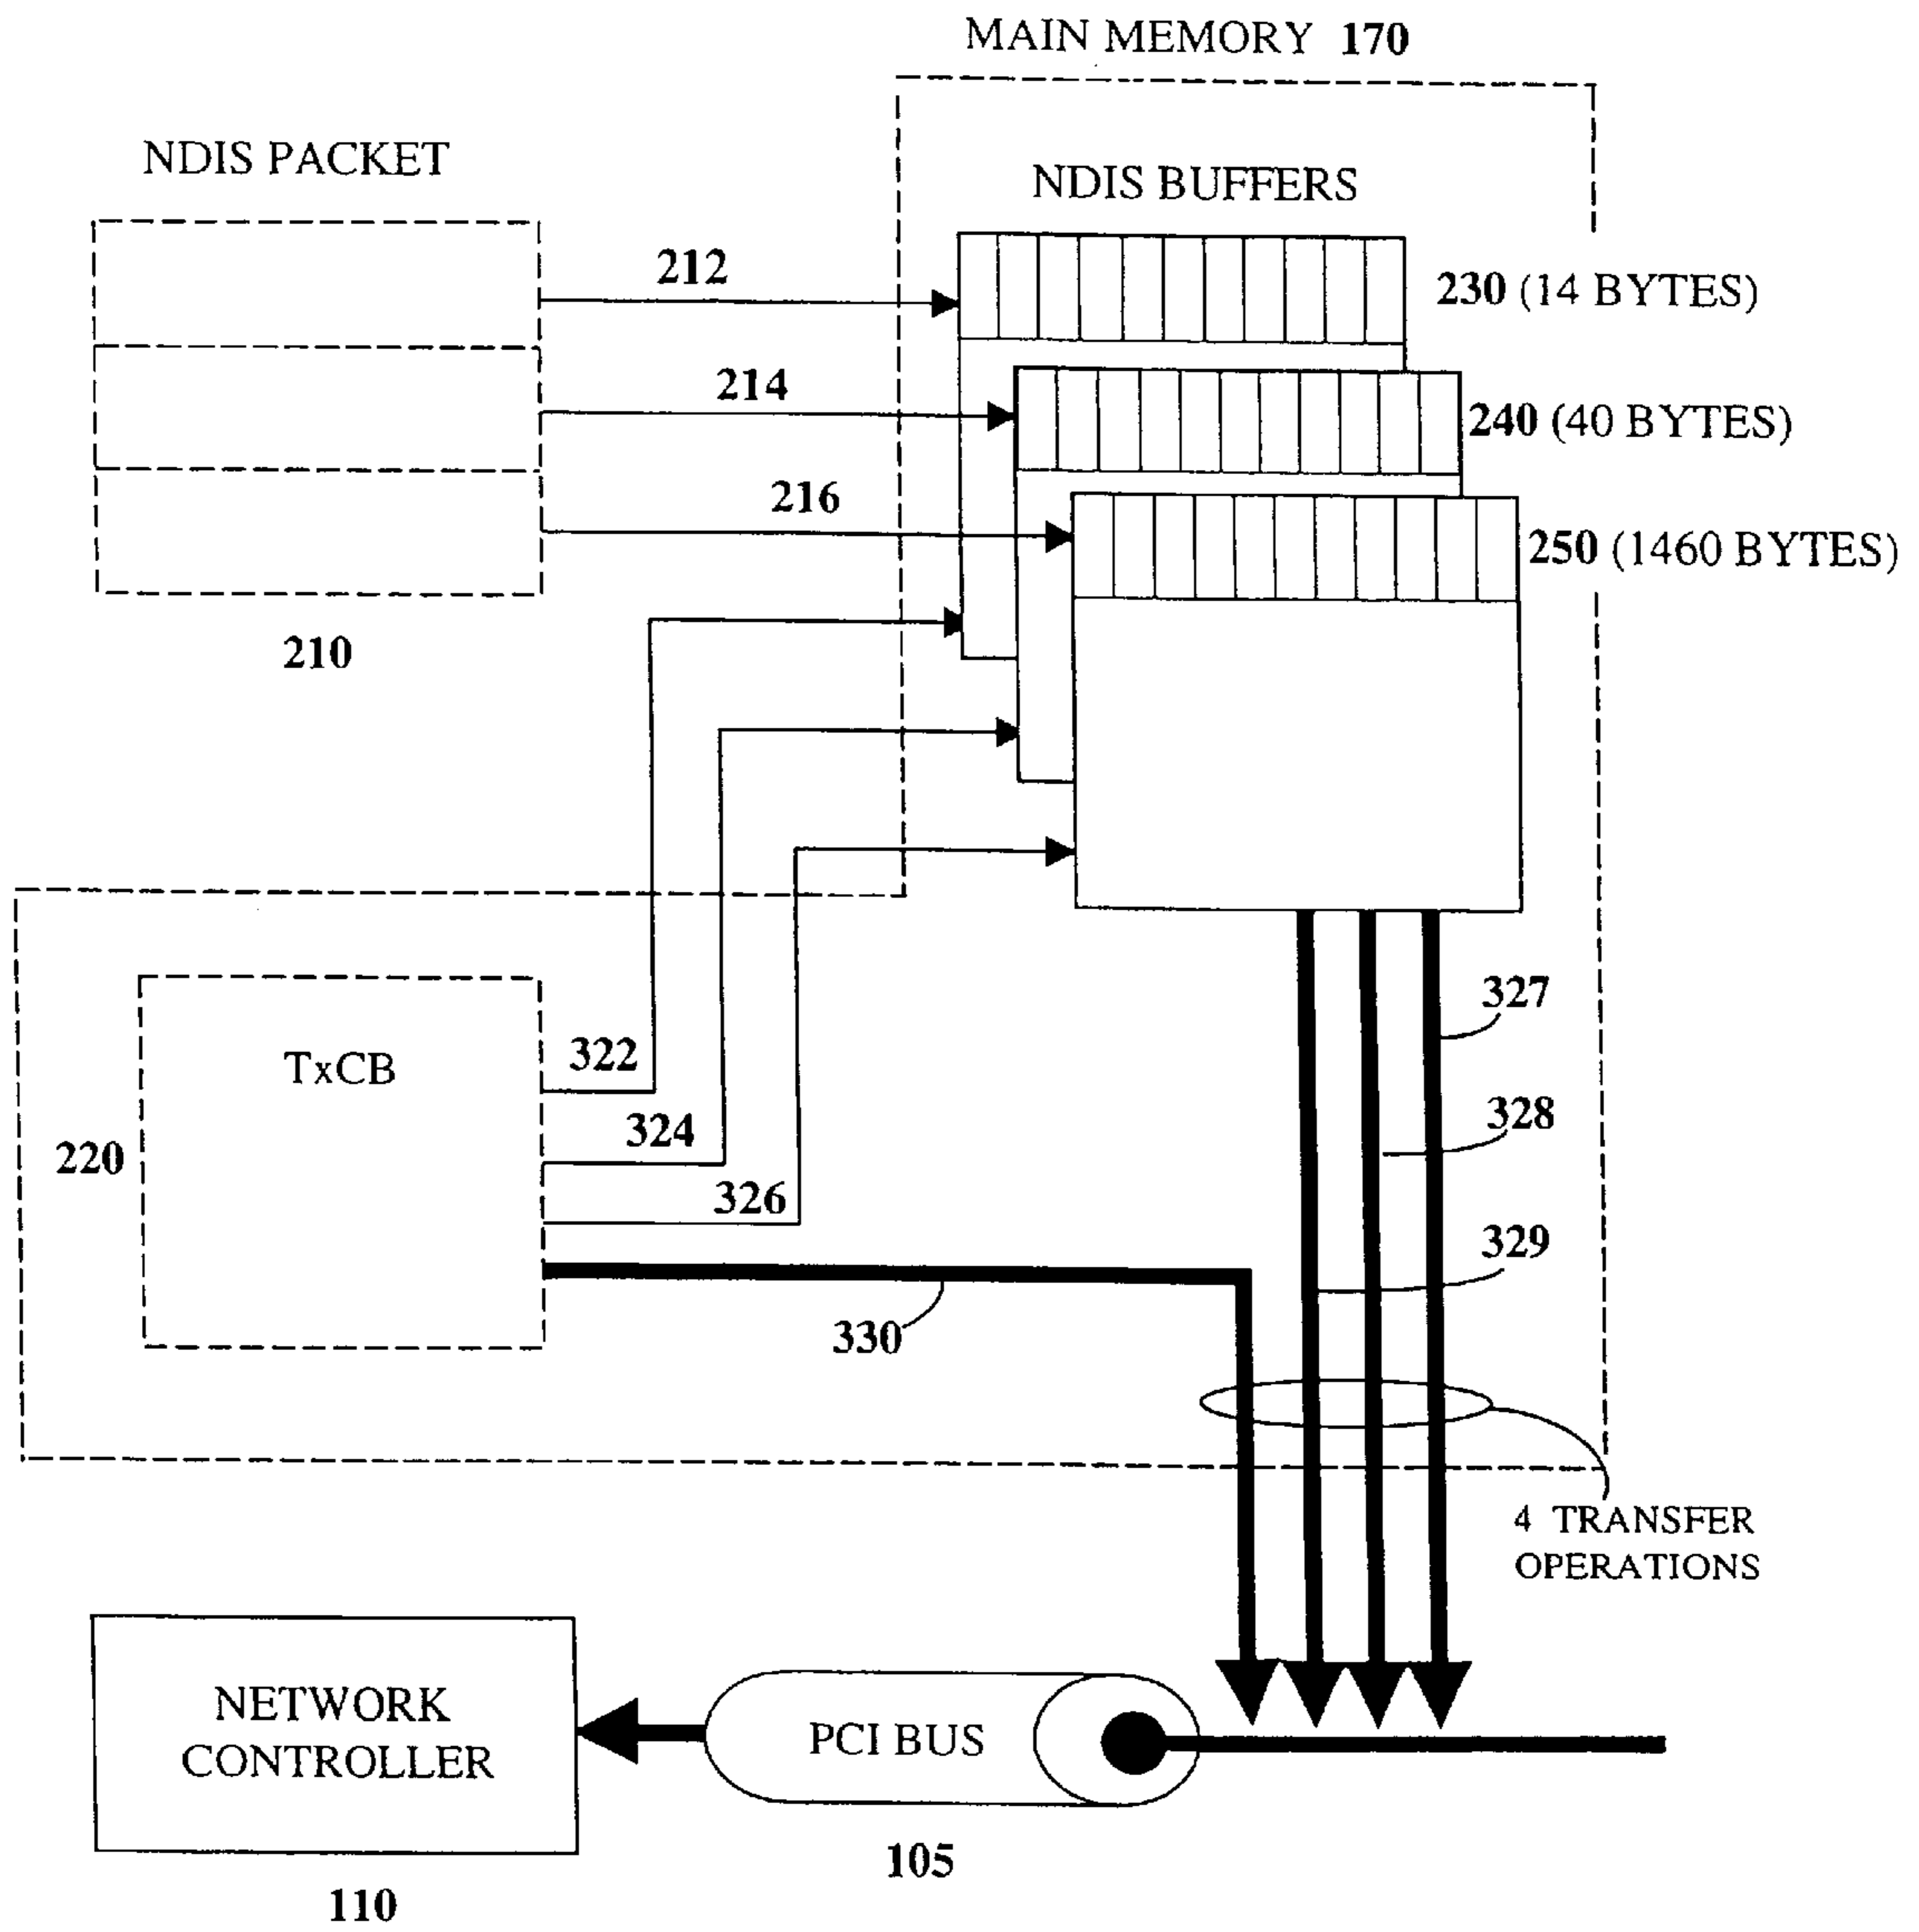 MAIN MEMORY 170
NDIS PACKET
NDIS BUFFERS
212
230 (14 BYTES)
214
240 (40 BYTES)
216
250 (1460 BYTES)
210
327
TxCB
322
328
324
220
326
329
330
4 TRANSFER
OPERATIONS
NETWORK
CONTROLLER
PCI BUS
105
110